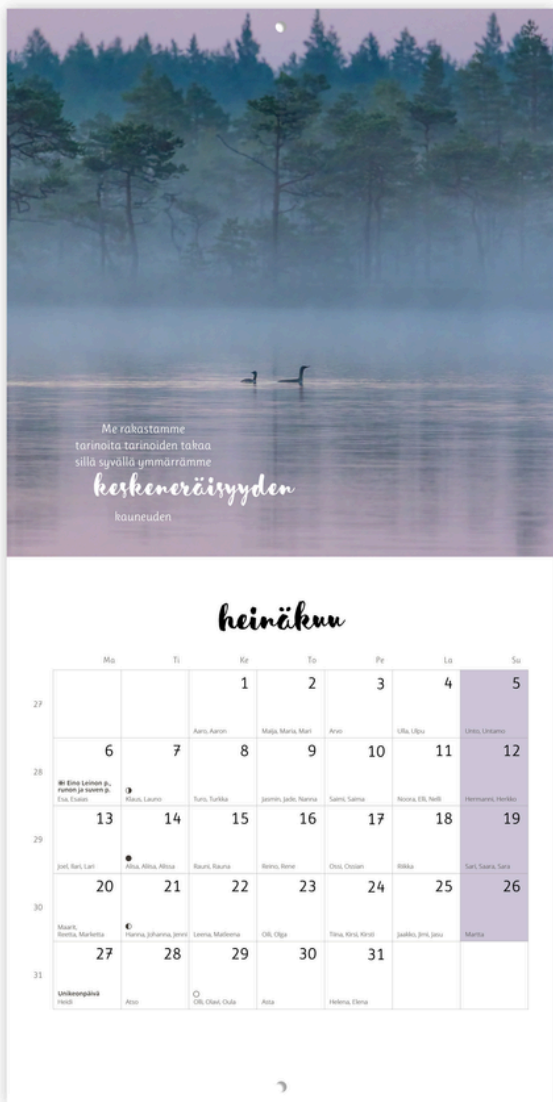 Me rakastamme
tarinoita tarinoiden takaa
sillä syvällä ymmärrämme
keskeneräisyyden
kauneuden
heinäkuu
Ma Ti Ke To Pe La Su
27
1 2 3 4 5
Aaro, Aaron Maija, Maria, Mari Arvo Ulla, Ulpu Unto, Untamo
28
6 7 8 9 10 11 12
Eino Leinon p.,
runon ja suven p.
Esa, Esaias Klaus, Launo Turo, Turkka Jasmin, Jade, Nanna Saimi, Saima Noora, Elli, Nelli Hermanni, Herkko
29
13 14 15 16 17 18 19
Joel, Ilari, Lari Alisa, Aliisa, Alissa Rauni, Rauna Reino, Rene Ossi, Ossian Riikka Sari, Saara, Sara
30
20 21 22 23 24 25 26
Maarit,
Reetta, Marketta Hanna, Johanna, Jenni Leena, Matleena Olli, Olga Tiina, Kirsi, Kirso Jaakko, Jimi, Jasu Martta
31
27 28 29 30 31
Unikeonpäivä
Heidi Atso Olli, Olavi, Oula Asta Helena, Elena